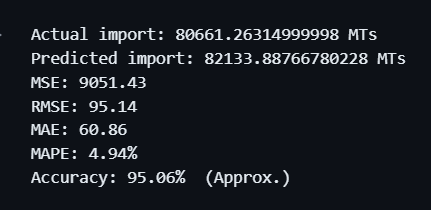 Actual import: 80661.26314999998 MTs
Predicted import: 82133.88766780228 MTs
MSE: 9051.43
RMSE: 95.14
MAE: 60.86
MAPE: 4.94%
Accuracy: 95.06% (Approx.)